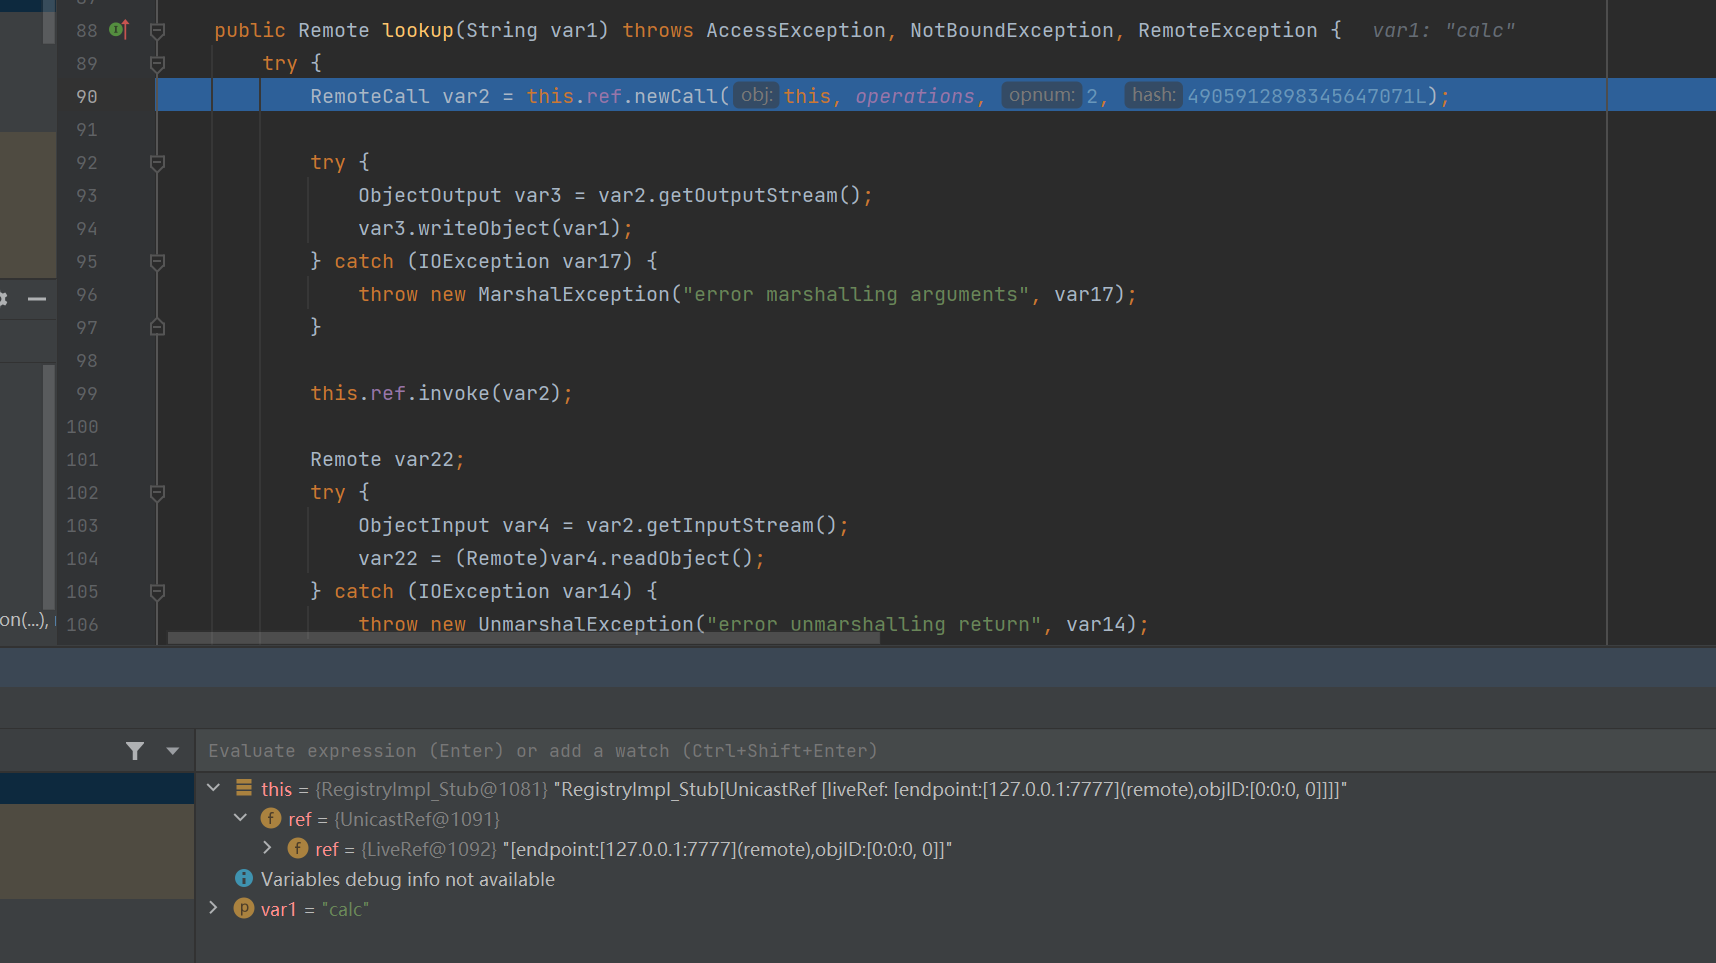 88 public Remote lookup(String var1) throws AccessException, NotBoundException, RemoteException { var1: "calc"
89 try {
90 RemoteCall var2 = this.ref.newCall( obj: this, operations, opnum: 2, hash: 4905912898345647071L);
91
92 try {
93 ObjectOutput var3 = var2.getOutputStream();
94 var3.writeObject(var1);
95 } catch (IOException var17) {
96 throw new MarshalException("error marshalling arguments", var17);
97 }
98
99 this.ref.invoke(var2);
100
101 Remote var22;
102 try {
103 ObjectInput var4 = var2.getInputStream();
104 var22 = (Remote)var4.readObject();
105 } catch (IOException var14) {
on(...),
106 throw new UnmarshalException("error unmarshalling return", var14);
Evaluate expression (Enter) or add a watch (Ctrl+Shift+Enter)
this = {RegistryImpl_Stub@1081} "RegistryImpl_Stub[UnicastRef [liveRef: [endpoint:[127.0.0.1:7777](remote),objID:[0:0:0, 0]]]]"
f ref = {UnicastRef@1091}
f ref = {LiveRef@1092} "[endpoint:[127.0.0.1:7777](remote),objID:[0:0:0, 0]]"
Variables debug info not available
p var1 = "calc"